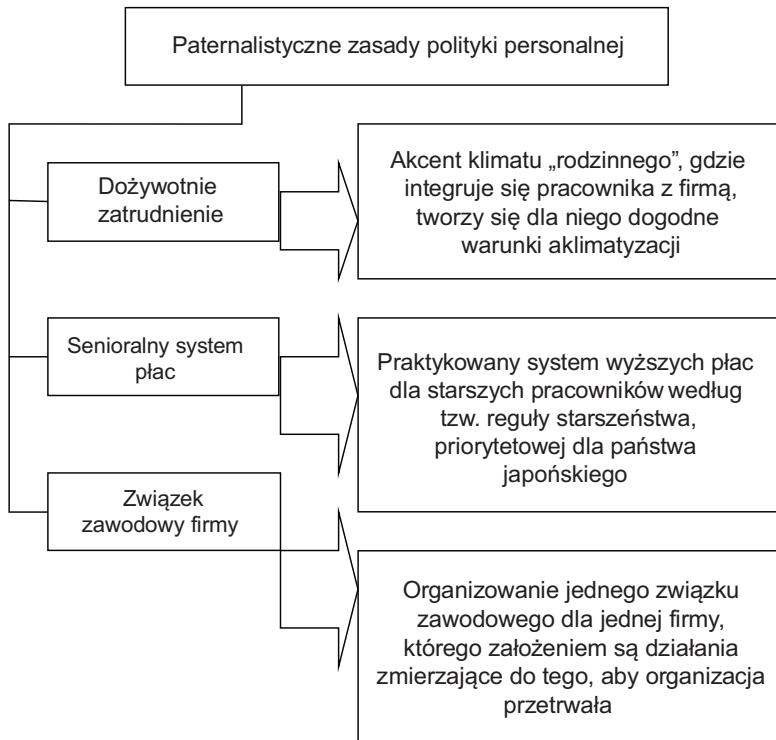 Paternalistyczne zasady polityki personalnej
Dożywotnie
zatrudnienie
Akcent klimatu „rodzinnego”, gdzie
integruje się pracownika z firmą,
tworzy się dla niego dogodne
warunki aklimatyzacji
Senioralny system
płac
Praktykowany system wyższych płac
dla starszych pracowników według
tzw. reguły starszeństwa,
priorytetowej dla państwa
japońskiego
Związek
zawodowy firmy
Organizowanie jednego związku
zawodowego dla jednej firmy,
którego założeniem są działania
zmierzające do tego, aby organizacja
przetrwała